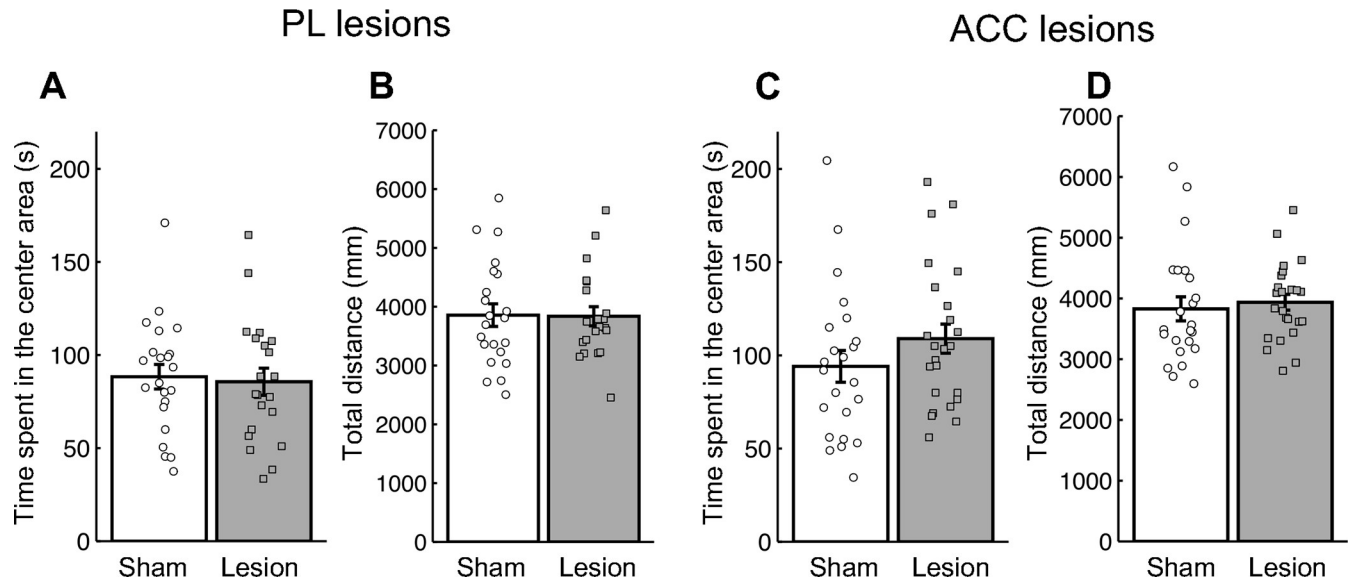 PL lesions
ACC lesions
A
Time spent in the center area (s)
200
150
100
50
0
Sham
Lesion
B
Total distance (mm)
7000
6000
5000
4000
3000
2000
1000
0
Sham
Lesion
C
Time spent in the center area (s)
200
150
100
50
0
Sham
Lesion
D
Total distance (mm)
7000
6000
5000
4000
3000
2000
1000
0
Sham
Lesion